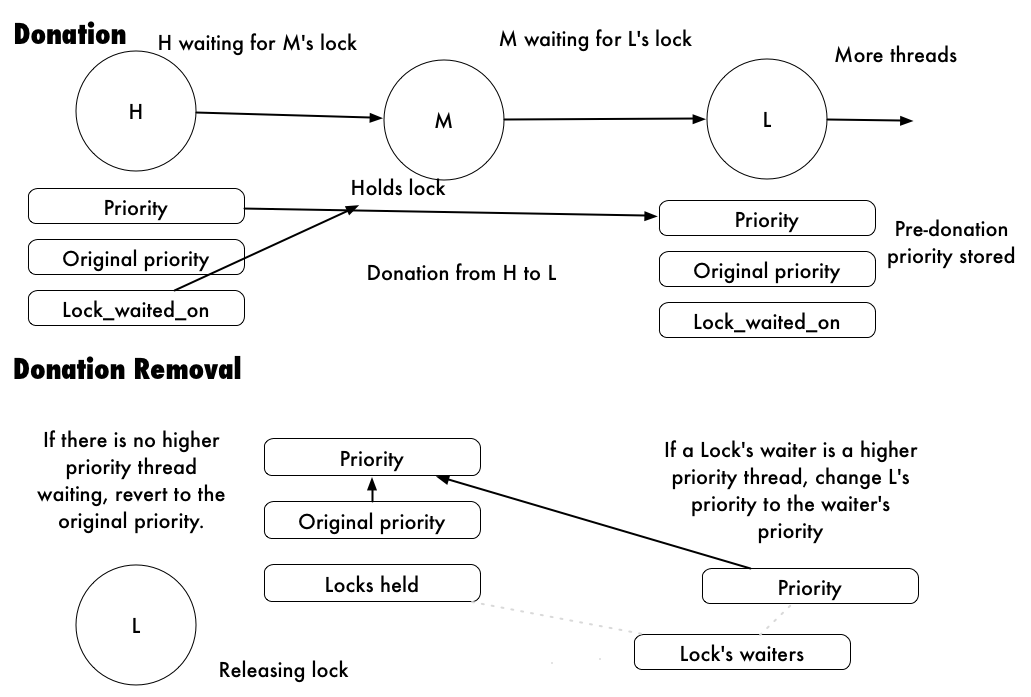 Donation
H waiting for M's lock
M waiting for L's lock
More threads
H
M
L
Holds lock
Priority
Original priority
Lock_waited_on
Donation from H to L
Priority
Original priority
Lock_waited_on
Pre-donation
priority stored
Donation Removal
If there is no higher
priority thread
waiting, revert to the
original priority.
Priority
Original priority
Locks held
If a Lock's waiter is a higher
priority thread, change L's
priority to the waiter's
priority
Priority
Lock's waiters
L
Releasing lock